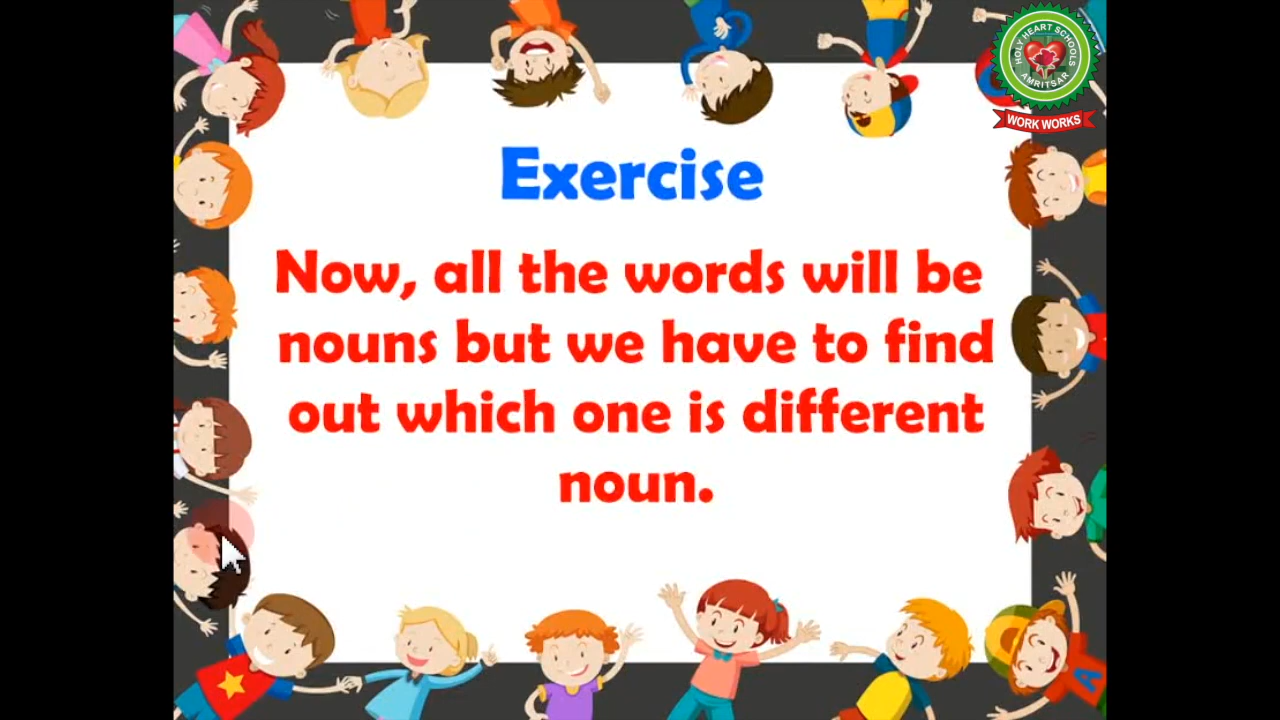 HOLY HEART SCHOOLS
AMRITSAR
WORK WORKS
Exercise
Now, all the words will be
nouns but we have to find
out which one is different
noun.
A